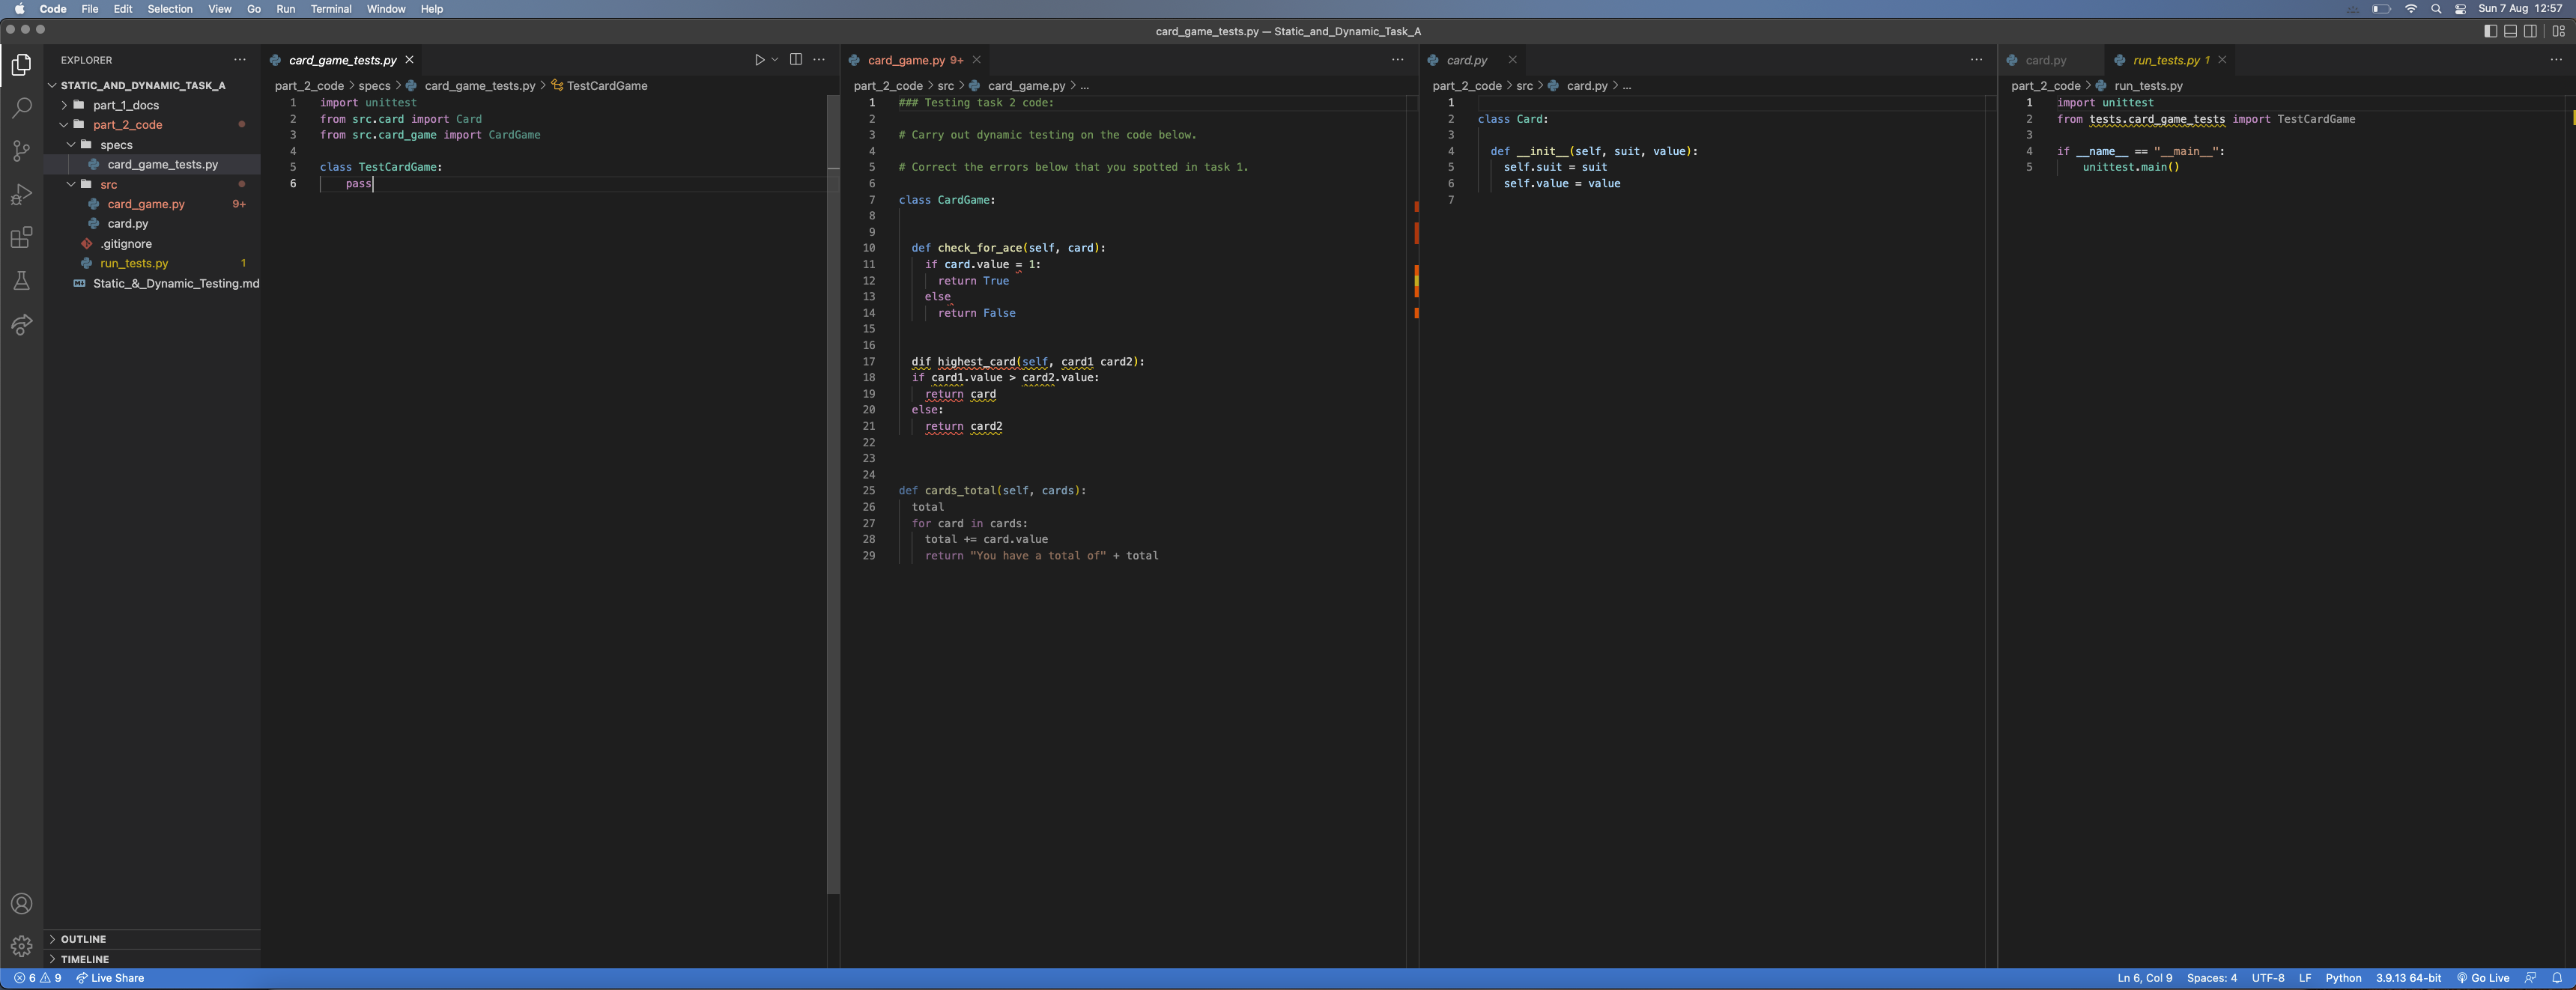 Code File Edit Selection View Go Run Terminal Window Help
Sun 7 Aug 12:57
card_game_tests.py — Static_and_Dynamic_Task_A
EXPLORER
STATIC_AND_DYNAMIC_TASK_A
part_1_docs
part_2_code
specs
card_game_tests.py
src
card_game.py 9+
card.py
.gitignore
run_tests.py 1
Static_&_Dynamic_Testing.md
OUTLINE
TIMELINE
card_game_tests.py
part_2_code > specs > card_game_tests.py > TestCardGame
1 import unittest
2 from src.card import Card
3 from src.card_game import CardGame
4
5 class TestCardGame:
6 pass
card_game.py 9+
part_2_code > src > card_game.py > ...
1 ### Testing task 2 code:
2
3 # Carry out dynamic testing on the code below.
4
5 # Correct the errors below that you spotted in task 1.
6
7 class CardGame:
8
9
10 def check_for_ace(self, card):
11 if card.value = 1:
12 return True
13 else
14 return False
15
16
17 dif highest_card(self, card1 card2):
18 if card1.value > card2.value:
19 return card
20 else:
21 return card2
22
23
24
25 def cards_total(self, cards):
26 total
27 for card in cards:
28 total += card.value
29 return "You have a total of" + total
card.py
part_2_code > src > card.py > ...
1
2 class Card:
3
4 def __init__(self, suit, value):
5 self.suit = suit
6 self.value = value
7
card.py run_tests.py 1
part_2_code > run_tests.py
1 import unittest
2 from tests.card_game_tests import TestCardGame
3
4 if __name__ == "__main__":
5 unittest.main()
6 9 Live Share
Ln 6, Col 9 Spaces: 4 UTF-8 LF Python 3.9.13 64-bit Go Live